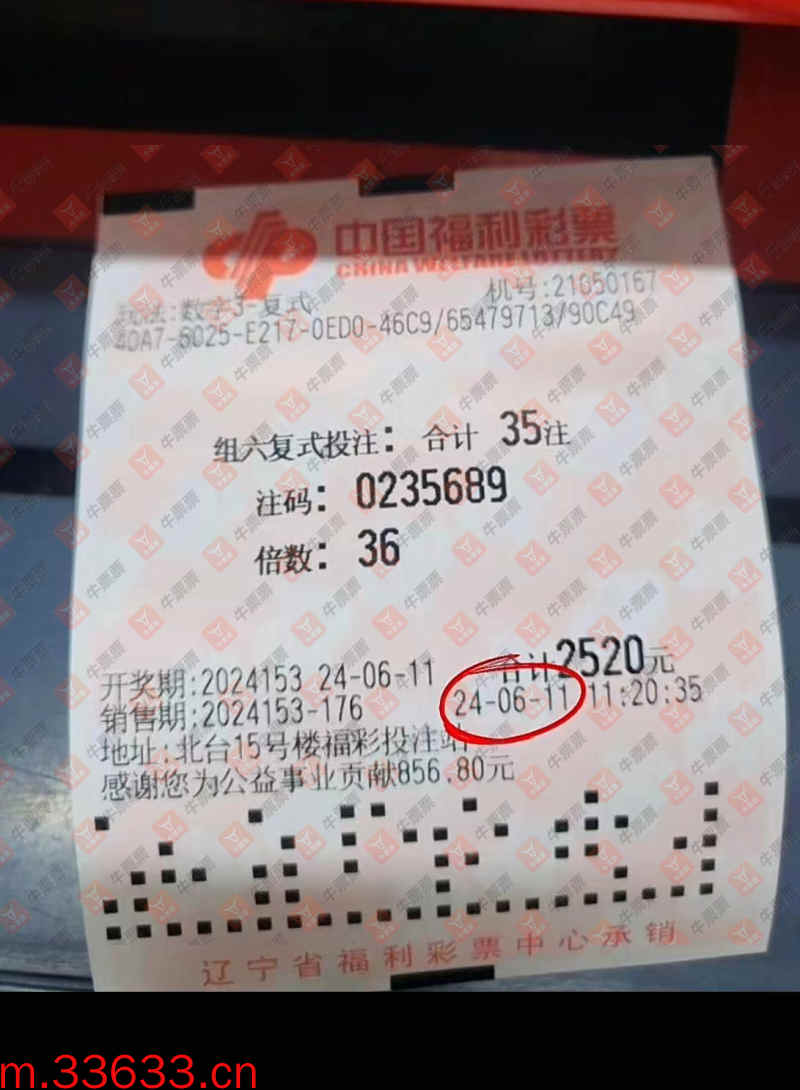 中国福利彩票
CHINA WELFARE LOTTERY
玩法:数字3-复式 机号:21050167
4DA7-6025-E217-0ED0-46C9/65479713/90C49
组六复式投注: 合计 35注
注码: 0235689
倍数: 36
合计2520元
开奖期:2024153 24-06-11
销售期:2024153-176 24-06-11 11:20:35
地址:北台15号楼福彩投注站
感谢您为公益事业贡献856.80元
辽宁省福利彩票中心承销
牛票票
m.33633.cn